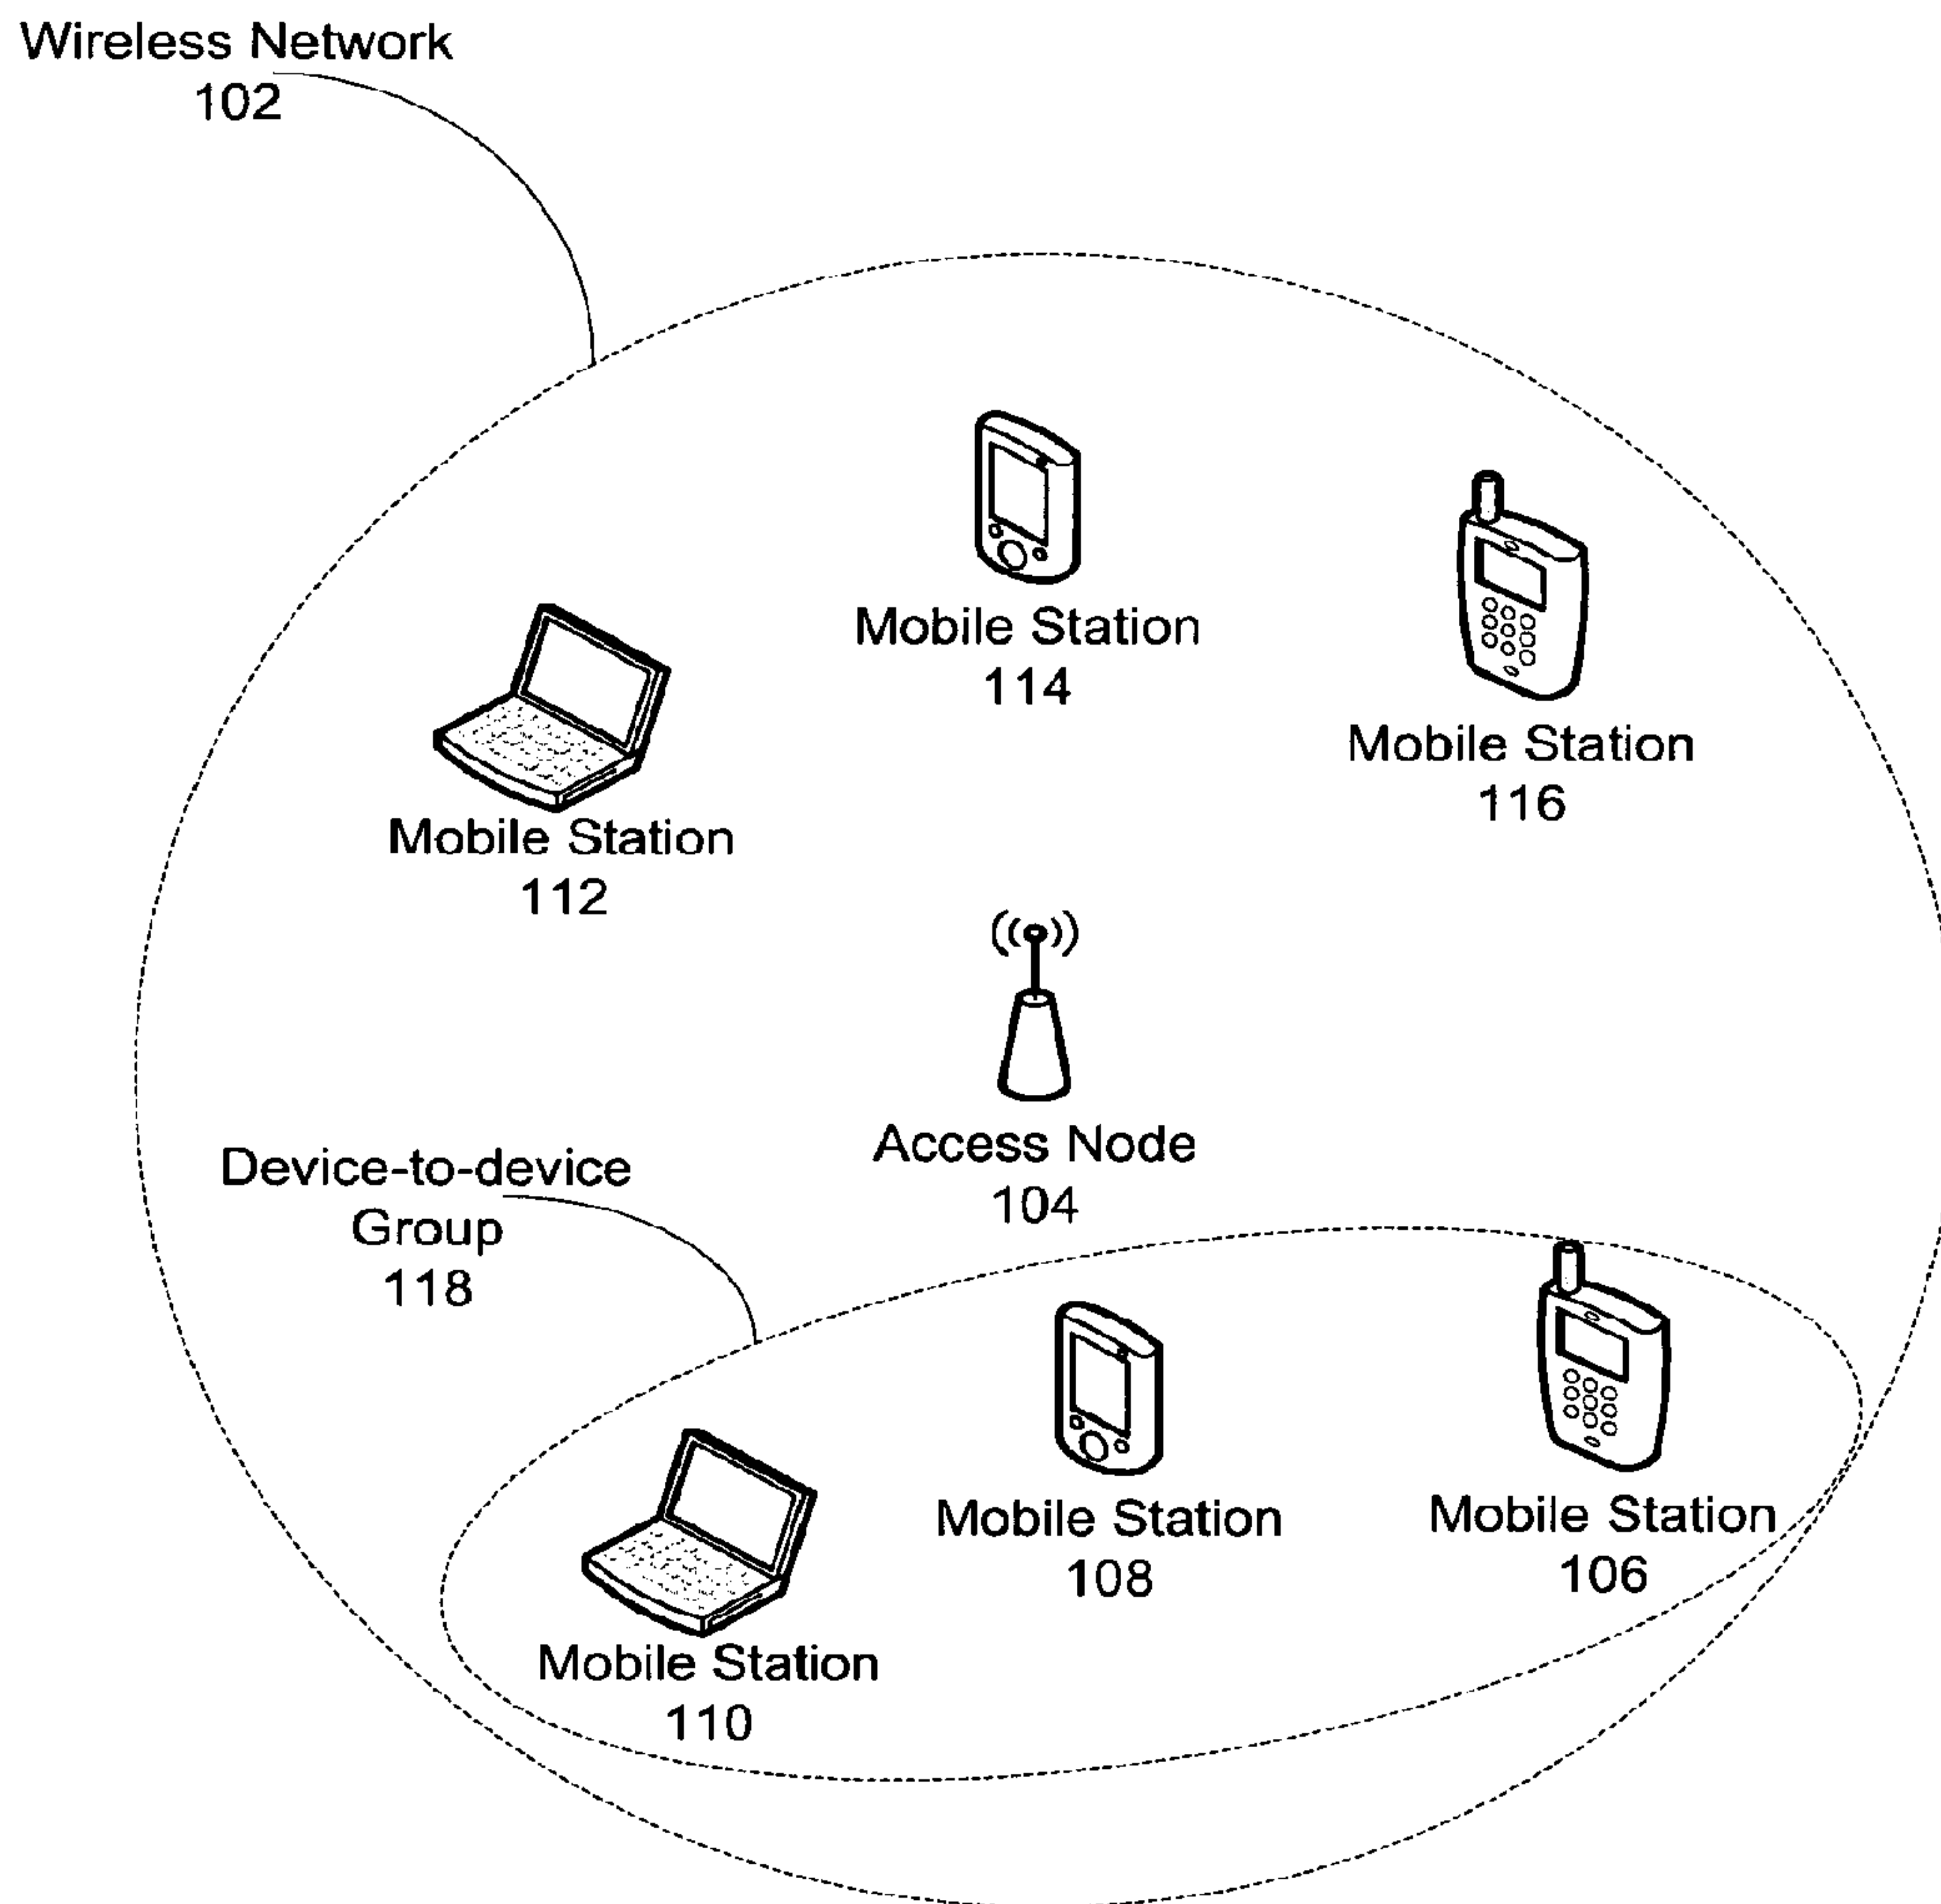 Wireless Network
102
Mobile Station
114
Mobile Station
116
Mobile Station
112
Access Node
104
Device-to-device
Group
118
Mobile Station
108
Mobile Station
106
Mobile Station
110